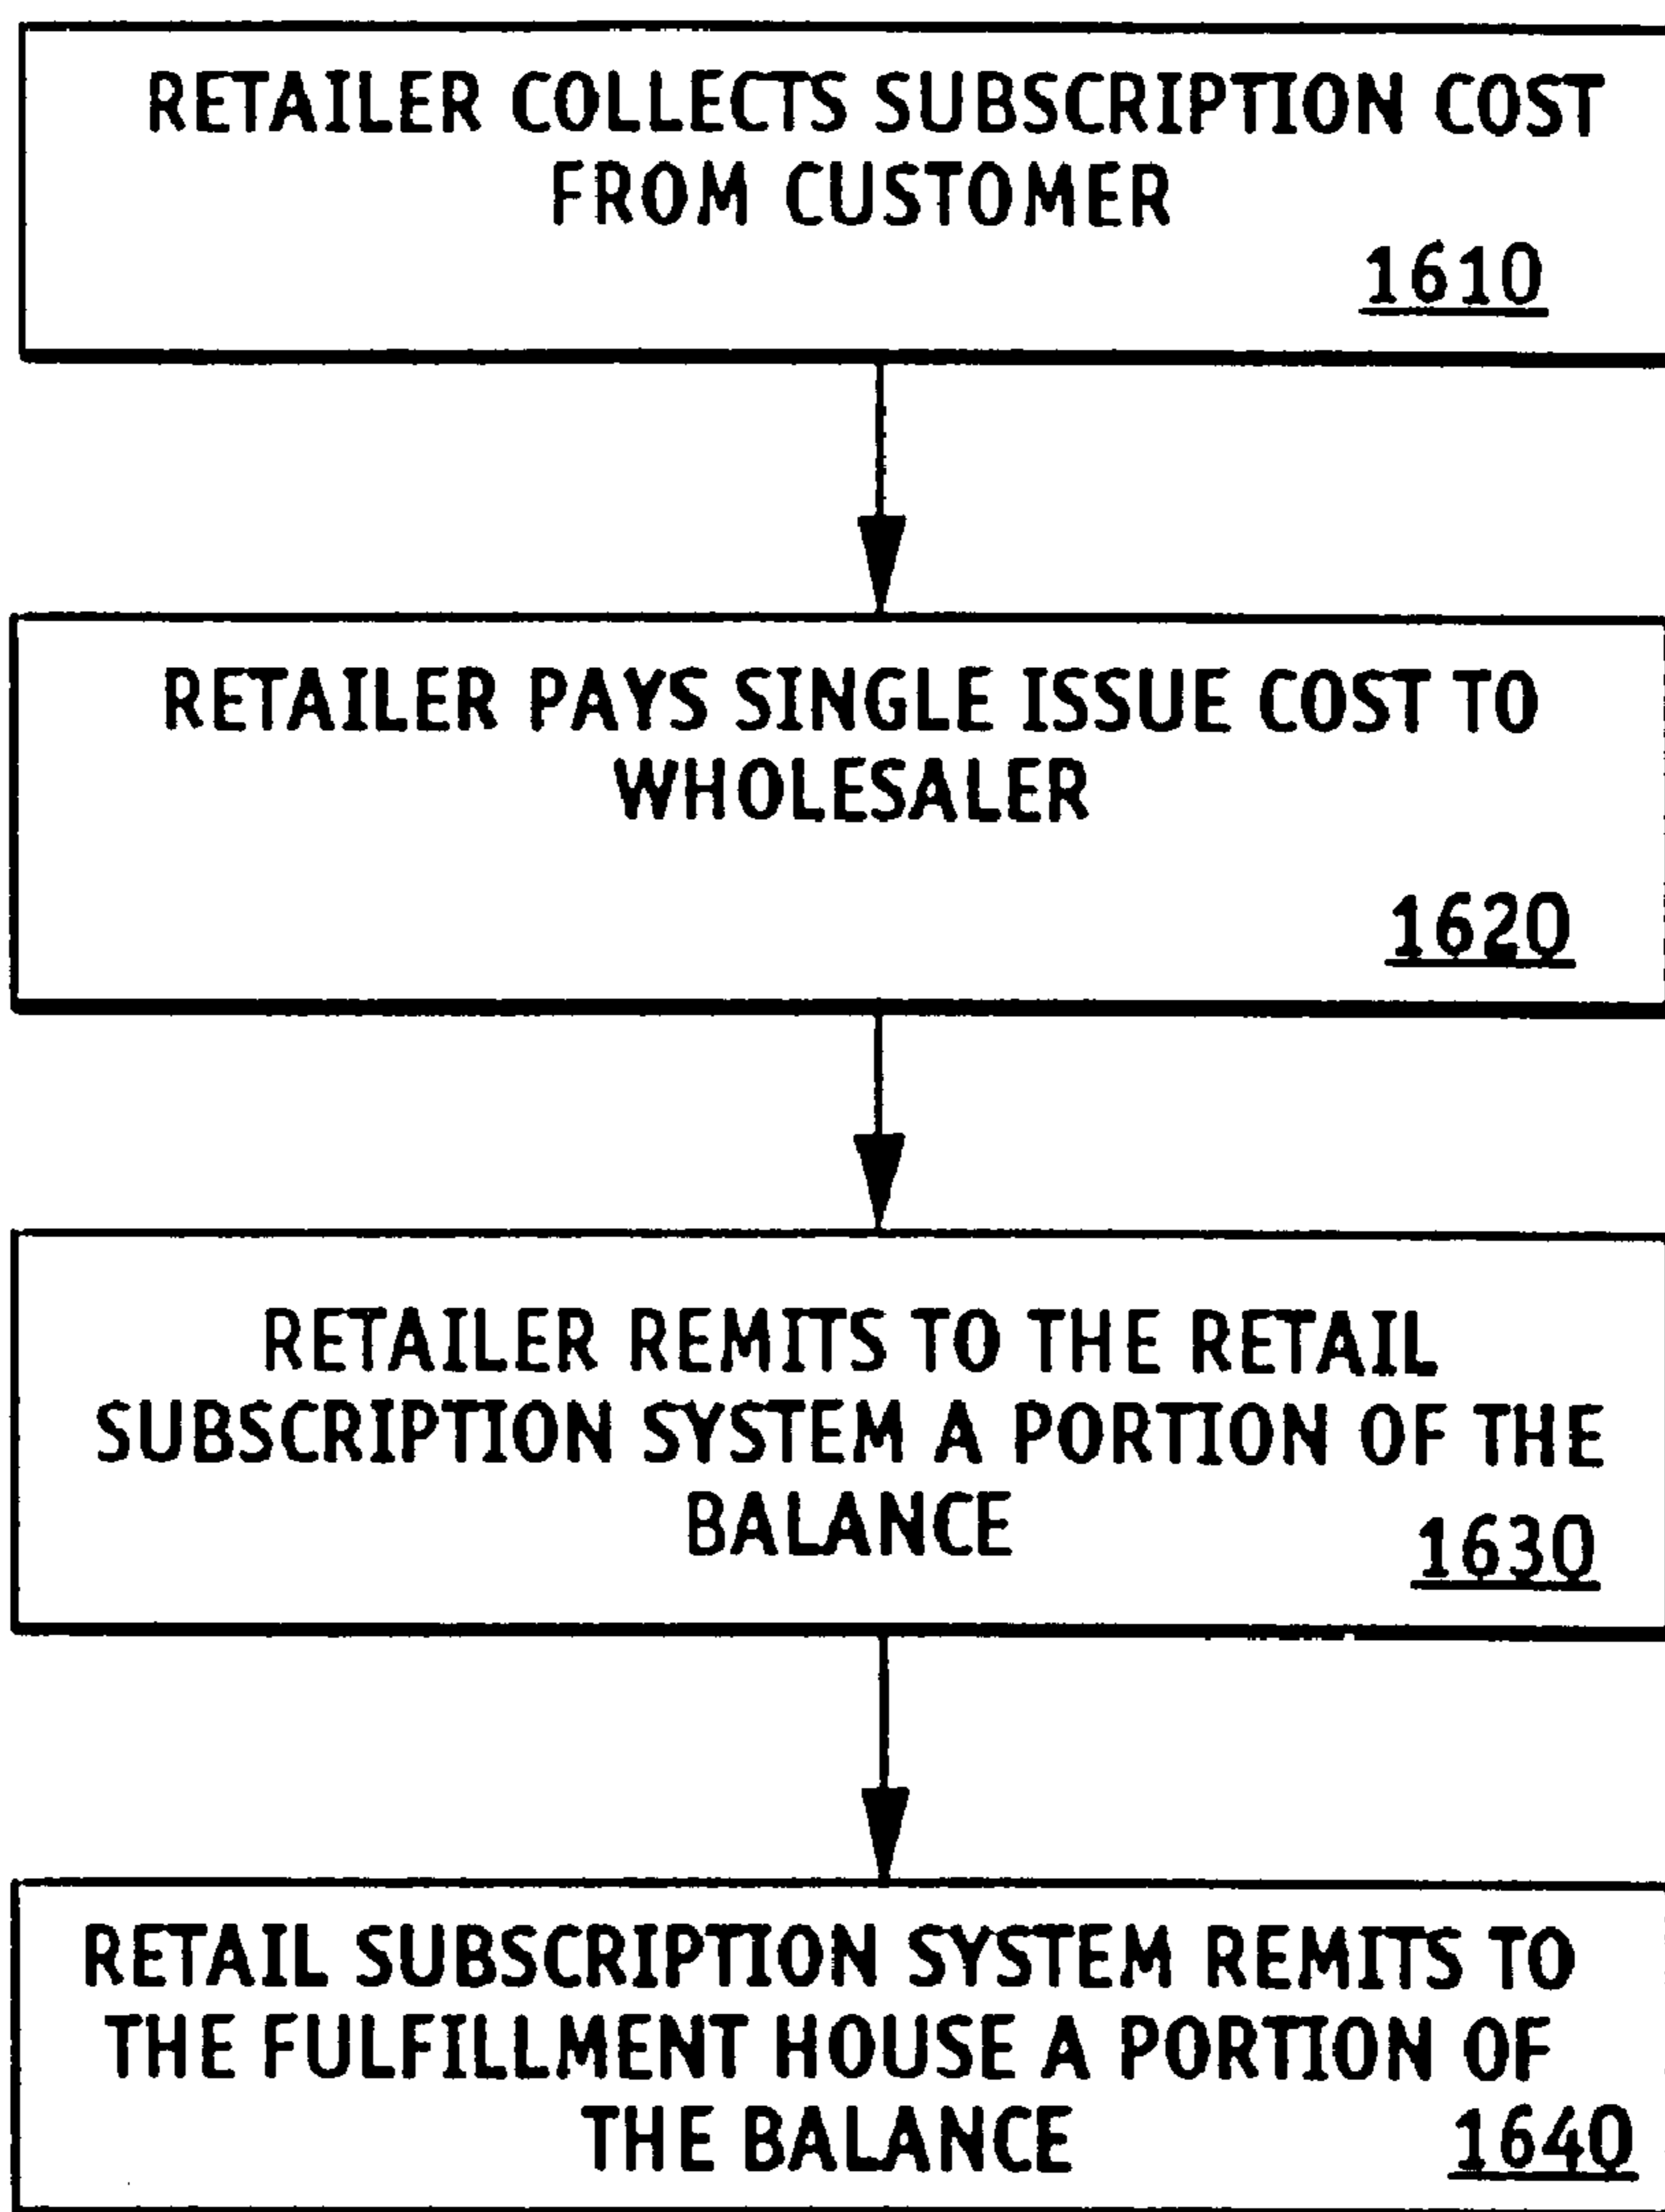 RETAILER COLLECTS SUBSCRIPTION COST
FROM CUSTOMER
1610
RETAILER PAYS SINGLE ISSUE COST TO
WHOLESALER
1620
RETAILER REMITS TO THE RETAIL
SUBSCRIPTION SYSTEM A PORTION OF THE
BALANCE
1630
RETAIL SUBSCRIPTION SYSTEM REMITS TO
THE FULFILLMENT HOUSE A PORTION OF
THE BALANCE
1640